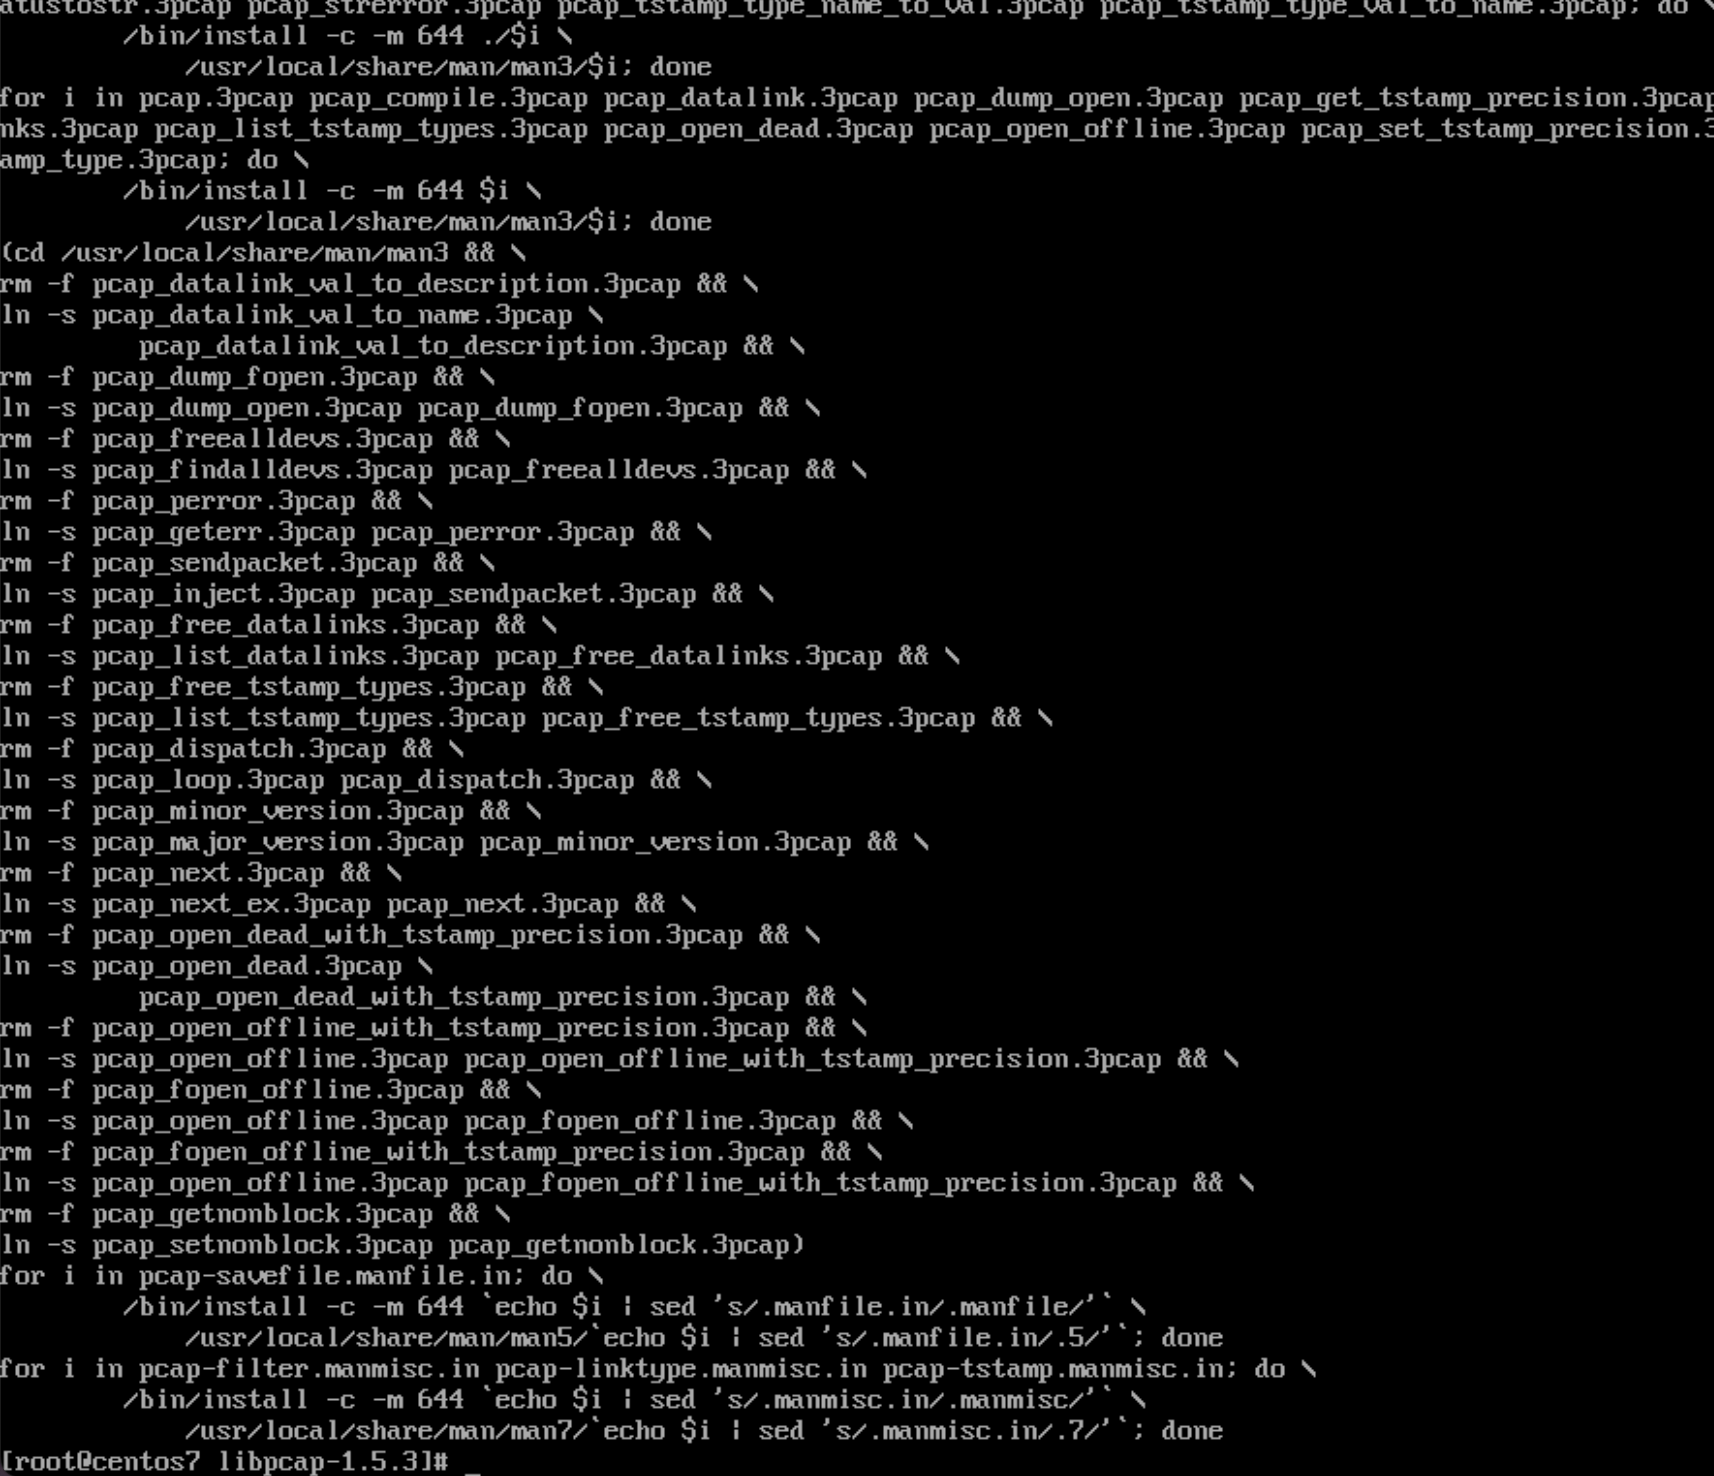 atustostr.3pcap pcap_strerror.3pcap pcap_tstamp_type_name_to_val.3pcap pcap_tstamp_type_val_to_name.3pcap; do \
/bin/install -c -m 644 ./$i \
/usr/local/share/man/man3/$i; done
for i in pcap.3pcap pcap_compile.3pcap pcap_datalink.3pcap pcap_dump_open.3pcap pcap_get_tstamp_precision.3pcap
nks.3pcap pcap_list_tstamp_types.3pcap pcap_open_dead.3pcap pcap_open_offline.3pcap pcap_set_tstamp_precision.3
amp_type.3pcap; do \
/bin/install -c -m 644 $i \
/usr/local/share/man/man3/$i; done
(cd /usr/local/share/man/man3 && \
rm -f pcap_datalink_val_to_description.3pcap && \
ln -s pcap_datalink_val_to_name.3pcap \
pcap_datalink_val_to_description.3pcap && \
rm -f pcap_dump_fopen.3pcap && \
ln -s pcap_dump_open.3pcap pcap_dump_fopen.3pcap && \
rm -f pcap_freealldevs.3pcap && \
ln -s pcap_findalldevs.3pcap pcap_freealldevs.3pcap && \
rm -f pcap_perror.3pcap && \
ln -s pcap_geterr.3pcap pcap_perror.3pcap && \
rm -f pcap_sendpacket.3pcap && \
ln -s pcap_inject.3pcap pcap_sendpacket.3pcap && \
rm -f pcap_free_datalinks.3pcap && \
ln -s pcap_list_datalinks.3pcap pcap_free_datalinks.3pcap && \
rm -f pcap_free_tstamp_types.3pcap && \
ln -s pcap_list_tstamp_types.3pcap pcap_free_tstamp_types.3pcap && \
rm -f pcap_dispatch.3pcap && \
ln -s pcap_loop.3pcap pcap_dispatch.3pcap && \
rm -f pcap_minor_version.3pcap && \
ln -s pcap_major_version.3pcap pcap_minor_version.3pcap && \
rm -f pcap_next.3pcap && \
ln -s pcap_next_ex.3pcap pcap_next.3pcap && \
rm -f pcap_open_dead_with_tstamp_precision.3pcap && \
ln -s pcap_open_dead.3pcap \
pcap_open_dead_with_tstamp_precision.3pcap && \
rm -f pcap_open_offline_with_tstamp_precision.3pcap && \
ln -s pcap_open_offline.3pcap pcap_open_offline_with_tstamp_precision.3pcap && \
rm -f pcap_fopen_offline.3pcap && \
ln -s pcap_open_offline.3pcap pcap_fopen_offline.3pcap && \
rm -f pcap_fopen_offline_with_tstamp_precision.3pcap && \
ln -s pcap_open_offline.3pcap pcap_fopen_offline_with_tstamp_precision.3pcap && \
rm -f pcap_getnonblock.3pcap && \
ln -s pcap_setnonblock.3pcap pcap_getnonblock.3pcap)
for i in pcap-savefile.manfile.in; do \
/bin/install -c -m 644 `echo $i | sed 's/.manfile.in/.manfile/'` \
/usr/local/share/man/man5/`echo $i | sed 's/.manfile.in/.5/'`; done
for i in pcap-filter.manmisc.in pcap-linktype.manmisc.in pcap-tstamp.manmisc.in; do \
/bin/install -c -m 644 `echo $i | sed 's/.manmisc.in/.manmisc/'` \
/usr/local/share/man/man7/`echo $i | sed 's/.manmisc.in/.7/'`; done
[root@centos7 libpcap-1.5.3]# _